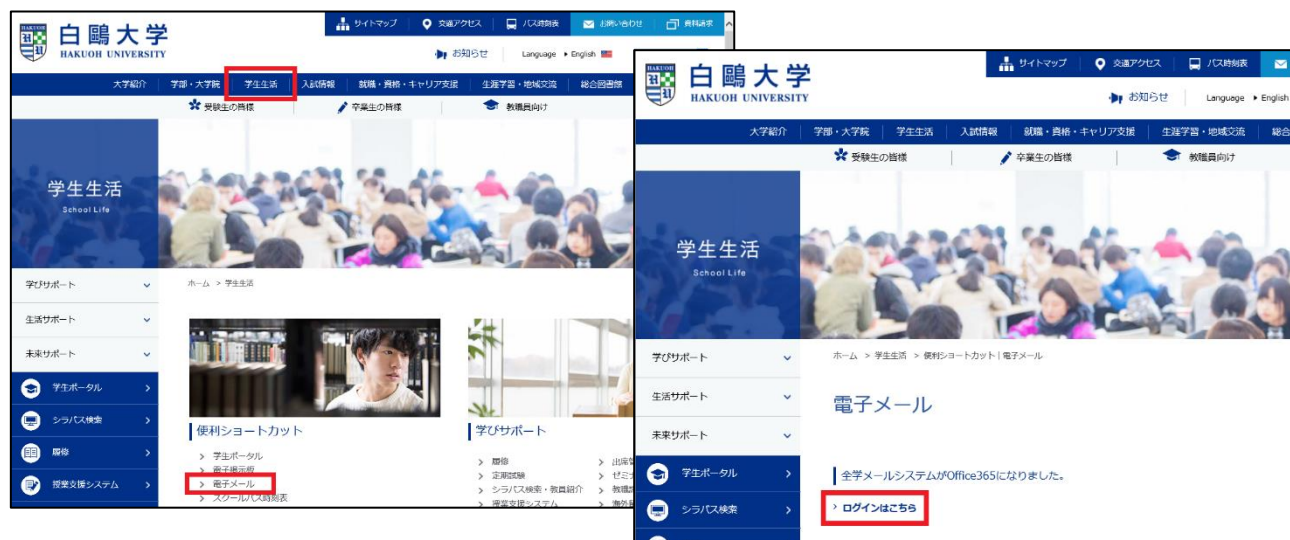 サイトマップ 交通アクセス バス時刻表 お問い合わせ 資料請求
HAKUOH
白鷗大学
HAKUOH UNIVERSITY
お知らせ Language English
大学紹介 学部・大学院 学生生活 入試情報 就職・資格・キャリア支援 生涯学習・地域交流 総合図書館
受験生の皆様 卒業生の皆様 教職員向け
学生生活
School Life
学びサポート
生活サポート
未来サポート
学生ポータル
シラバス検索
履修
授業支援システム
ホーム > 学生生活
便利ショートカット
> 学生ポータル
> 電子掲示板
> 電子メール
> スクールバス時刻表
学びサポート
> 履修
> 定期試験
> シラバス検索・教員紹介
> 授業支援システム
サイトマップ 交通アクセス バス時刻表
HAKUOH
白鷗大学
HAKUOH UNIVERSITY
お知らせ Language English
大学紹介 学部・大学院 学生生活 入試情報 就職・資格・キャリア支援 生涯学習・地域交流 総合
受験生の皆様 卒業生の皆様 教職員向け
学生生活
School Life
学びサポート
生活サポート
未来サポート
学生ポータル
シラバス検索
ホーム > 学生生活 > 便利ショートカット | 電子メール
電子メール
全学メールシステムがOffice365になりました。
> ログインはこちら